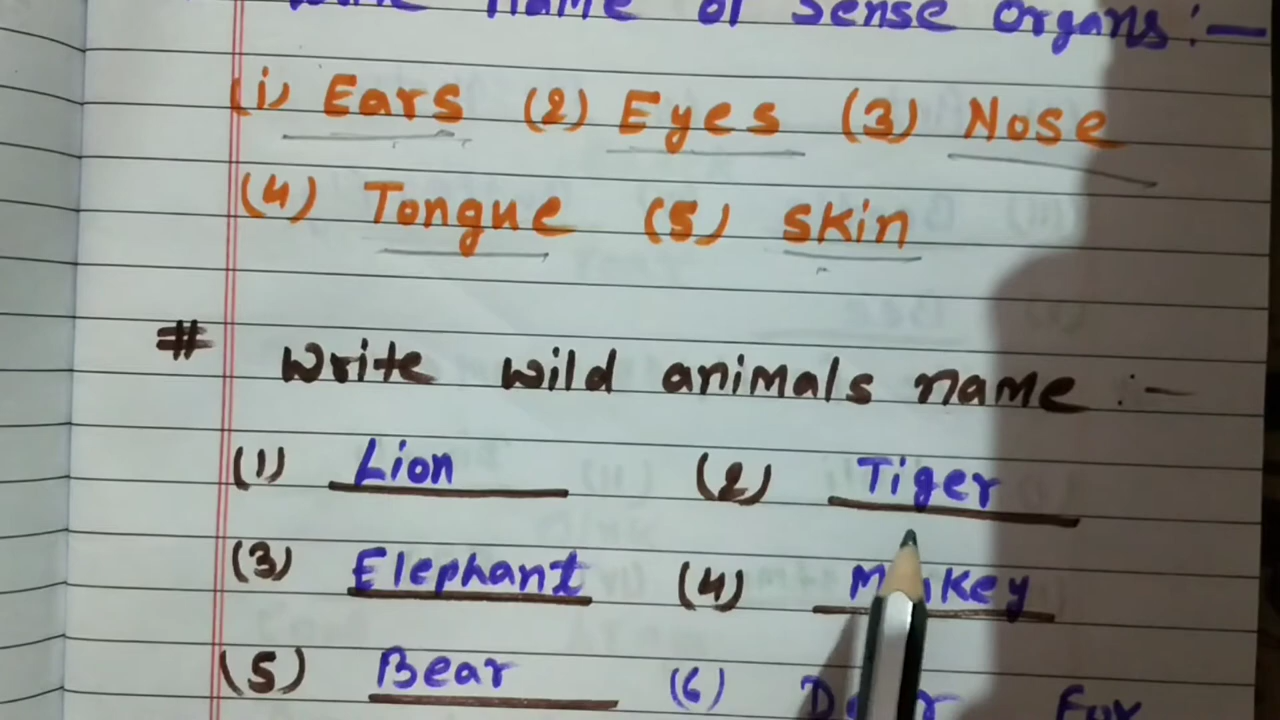 name of Sense Organs :-
(i) Ears (2) Eyes (3) Nose
(4) Tongue (5) Skin
# Write wild animals name :-
(1) Lion (2) Tiger
(3) Elephant (4)
(5) Bear (6)